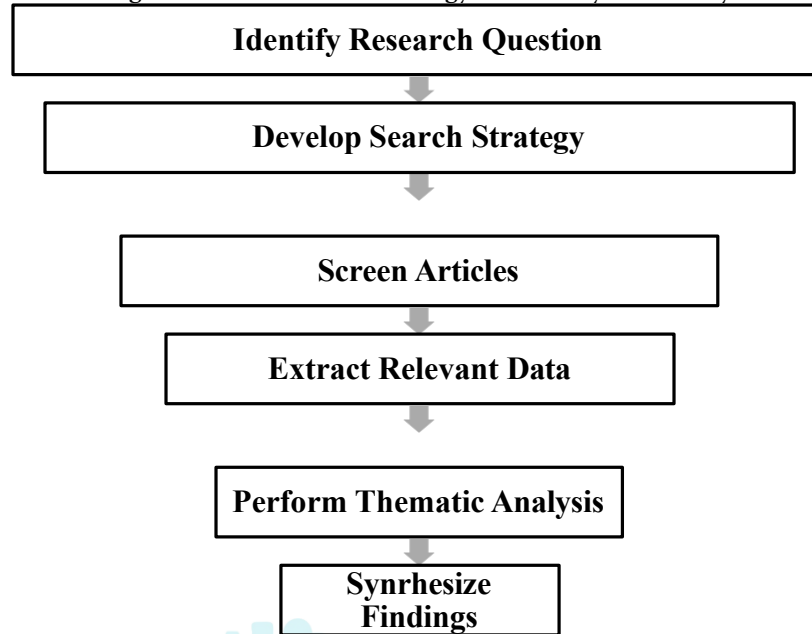 Identify Research Question
Develop Search Strategy
Screen Articles
Extract Relevant Data
Perform Thematic Analysis
Synrhesize
Findings